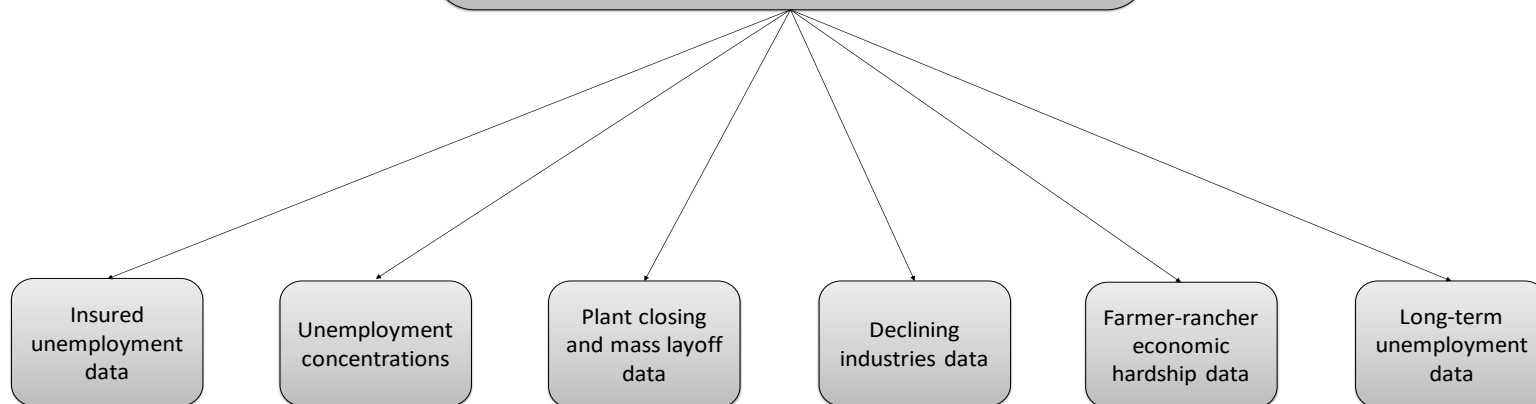 Insured
unemployment
data
Unemployment
concentrations
Plant closing
and mass layoff
data
Declining
industries data
Farmer-rancher
economic
hardship data
Long-term
unemployment
data